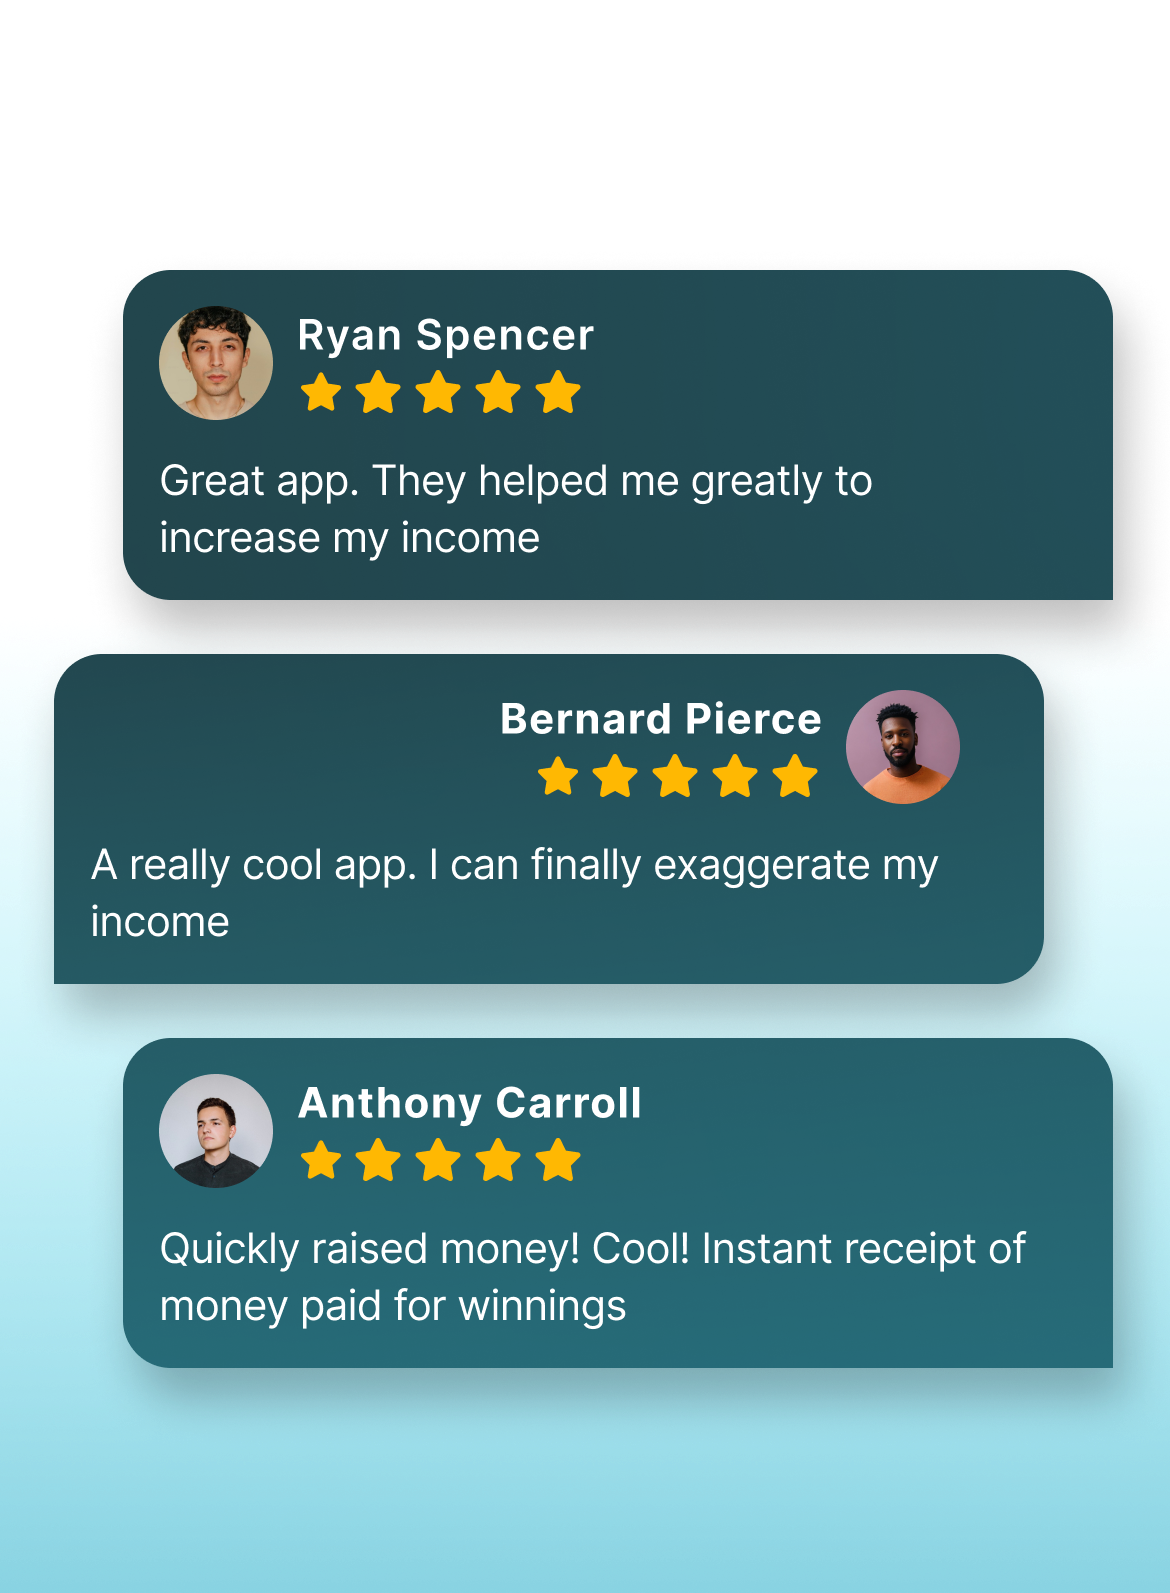 Ryan Spencer
Great app. They helped me greatly to
increase my income
Bernard Pierce
A really cool app. I can finally exaggerate my
income
Anthony Carroll
Quickly raised money! Cool! Instant receipt of
money paid for winnings